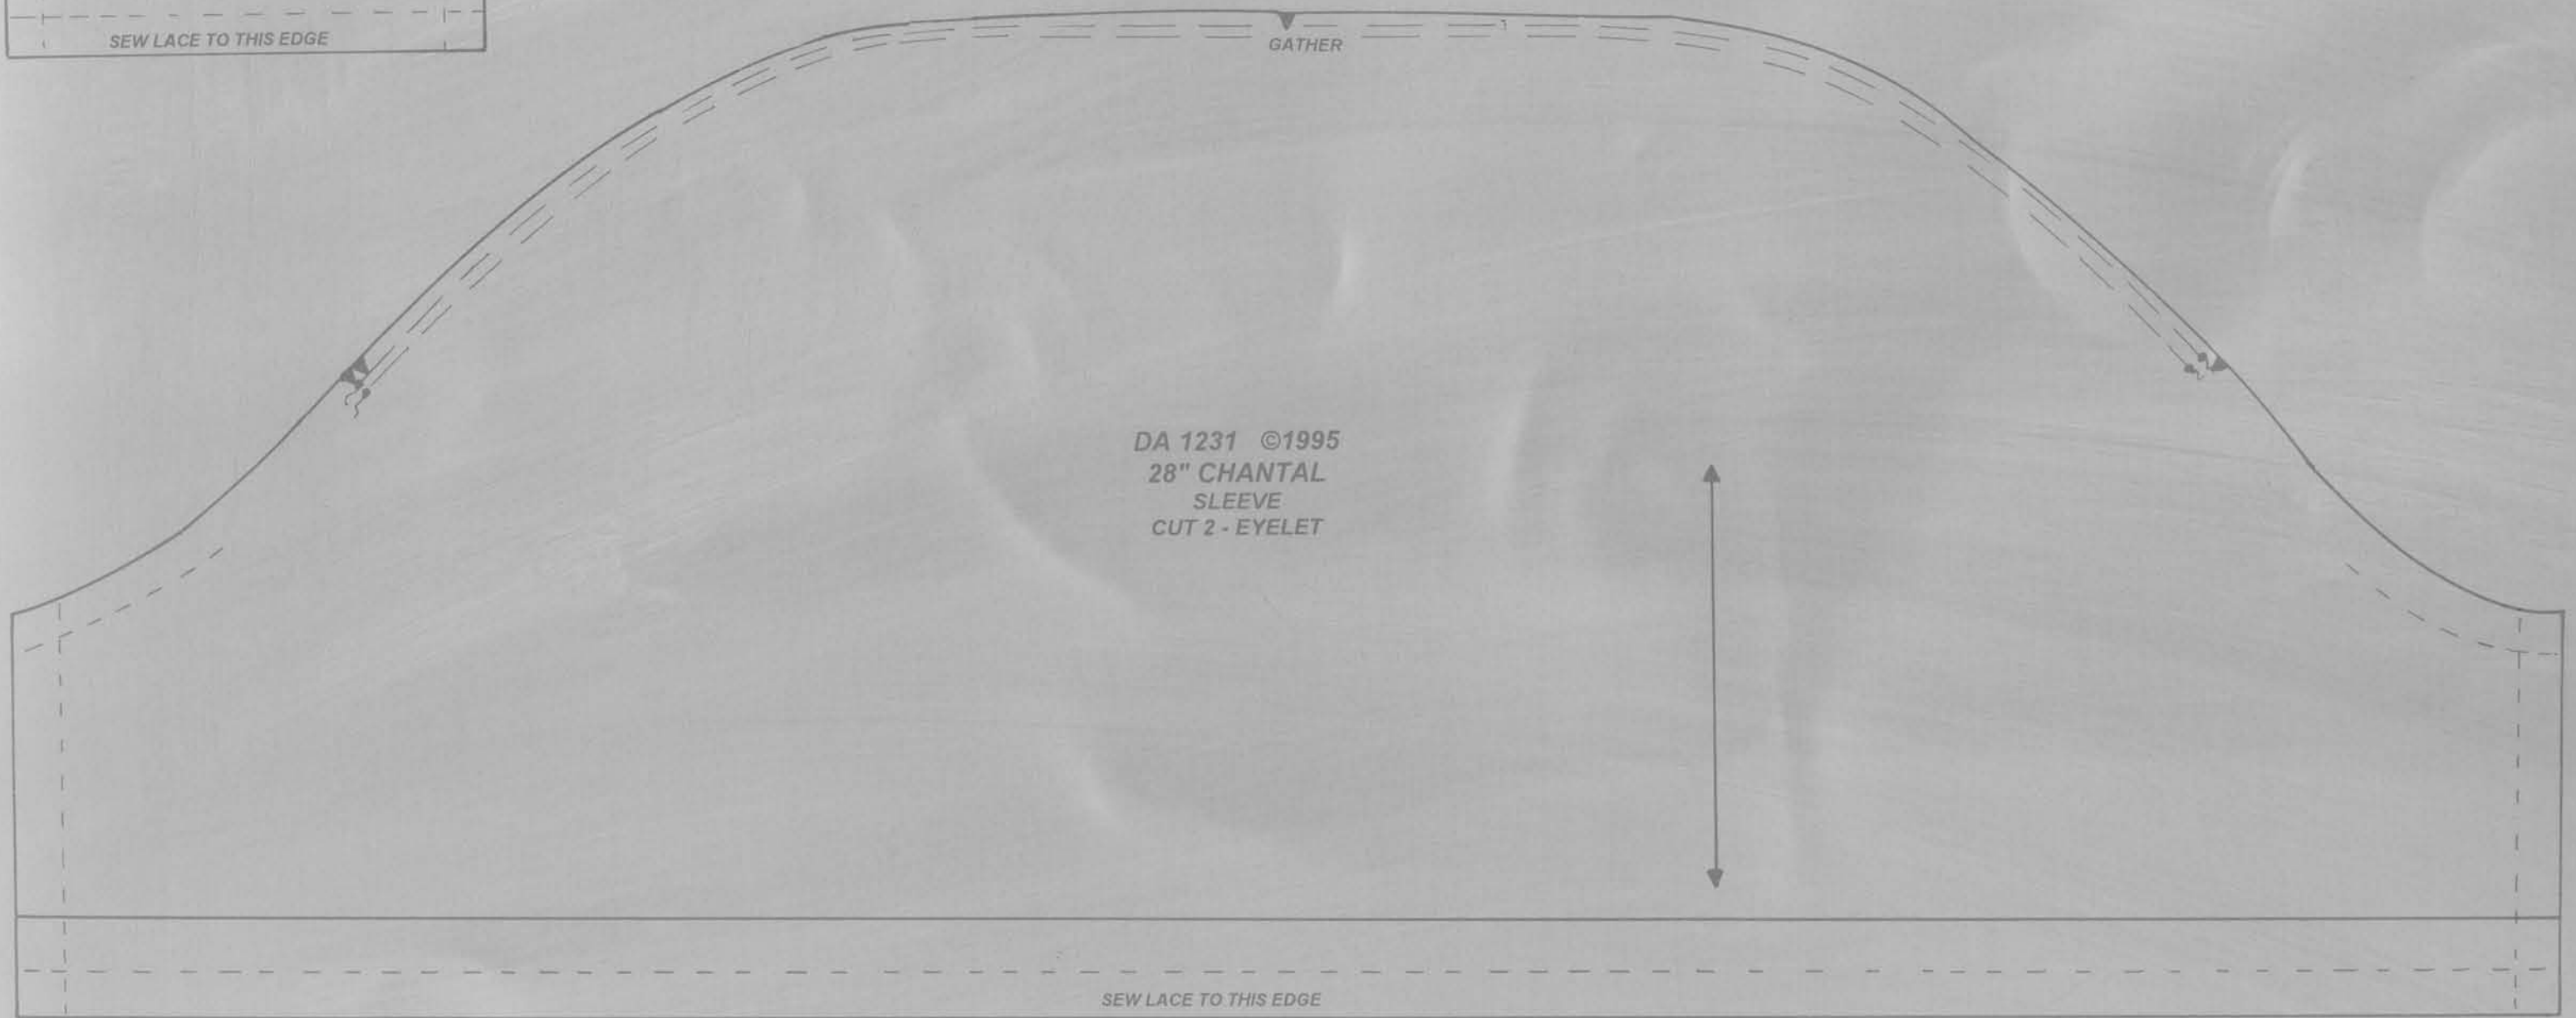 SEW LACE TO THIS EDGE
GATHER
DA 1231 ©1995
28" CHANTAL
SLEEVE
CUT 2 - EYELET
SEW LACE TO THIS EDGE